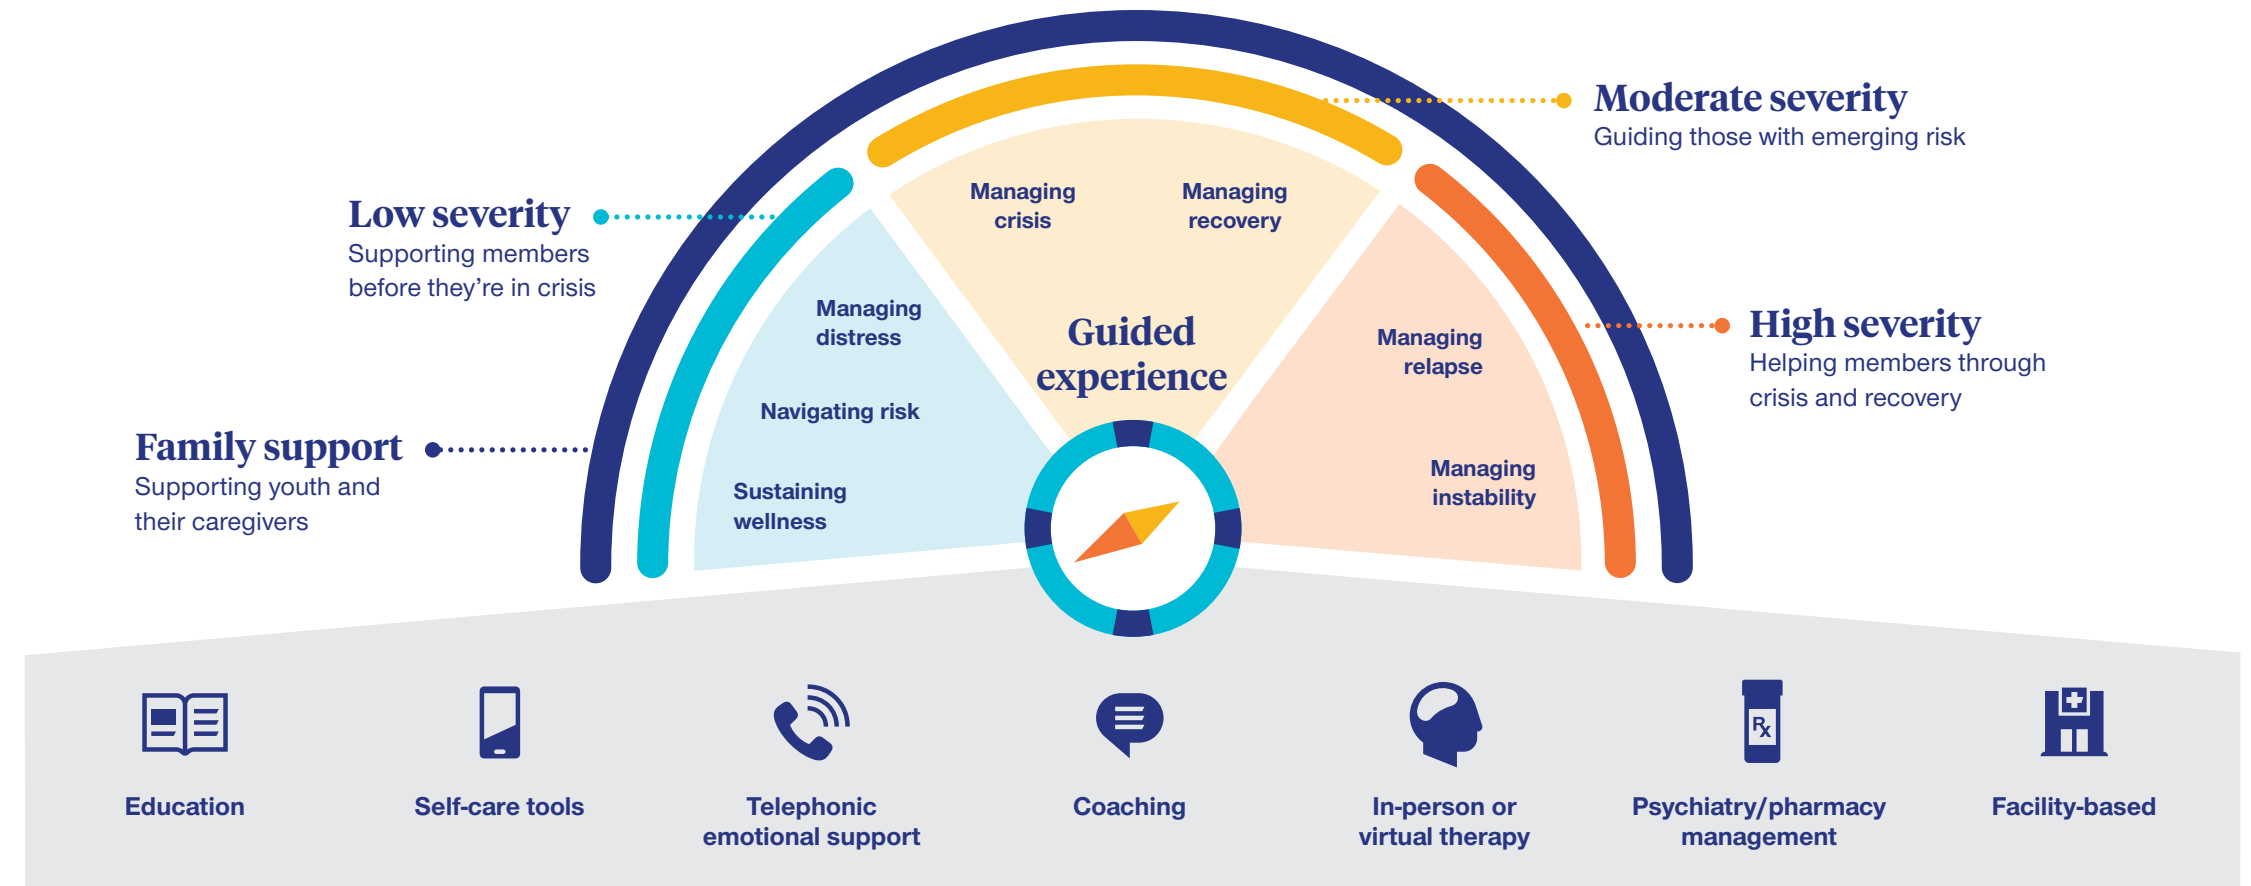 Moderate severity
Guiding those with emerging risk
Low severity
Supporting members
before they’re in crisis
Family support
Supporting youth and
their caregivers
High severity
Helping members through
crisis and recovery
Managing
crisis
Managing
recovery
Managing
distress
Navigating risk
Sustaining
wellness
Guided
experience
Managing
relapse
Managing
instability
Rx
Education
Self-care tools
Telephonic
emotional support
Coaching
In-person or
virtual therapy
Psychiatry/pharmacy
management
Facility-based